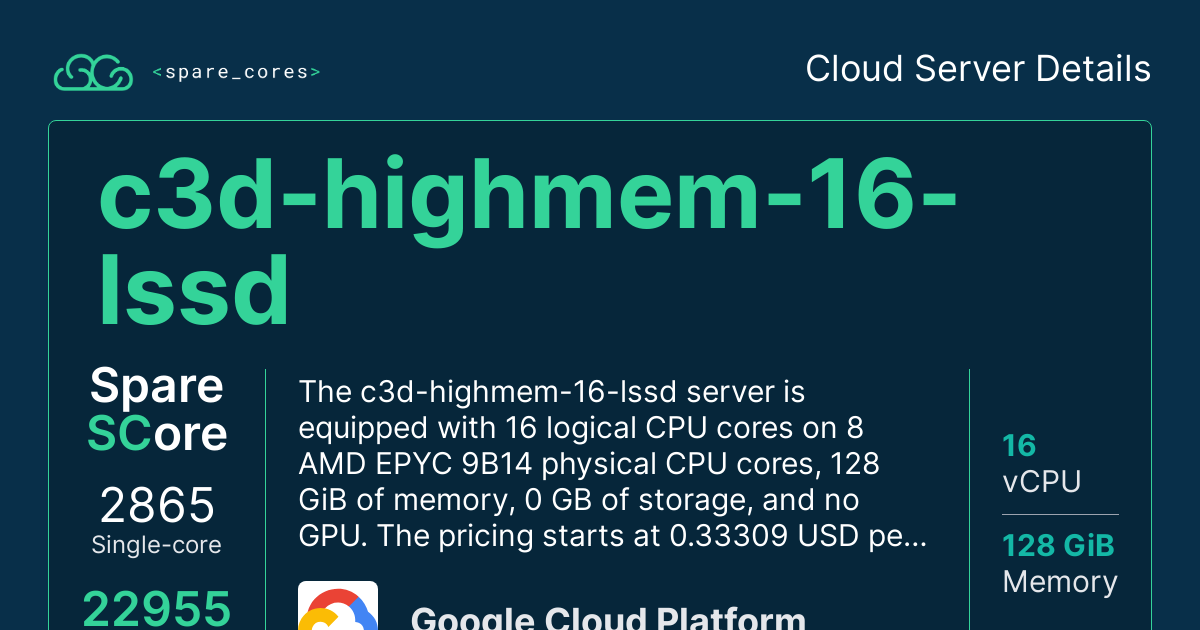 <spare_cores>
Cloud Server Details
c3d-highmem-16-
lssd
Spare
SCore
2865
Single-core
22955
The c3d-highmem-16-lssd server is
equipped with 16 logical CPU cores on 8
AMD EPYC 9B14 physical CPU cores, 128
GiB of memory, 0 GB of storage, and no
GPU. The pricing starts at 0.33309 USD pe...
Google Cloud Platform
16
vCPU
128 GiB
Memory